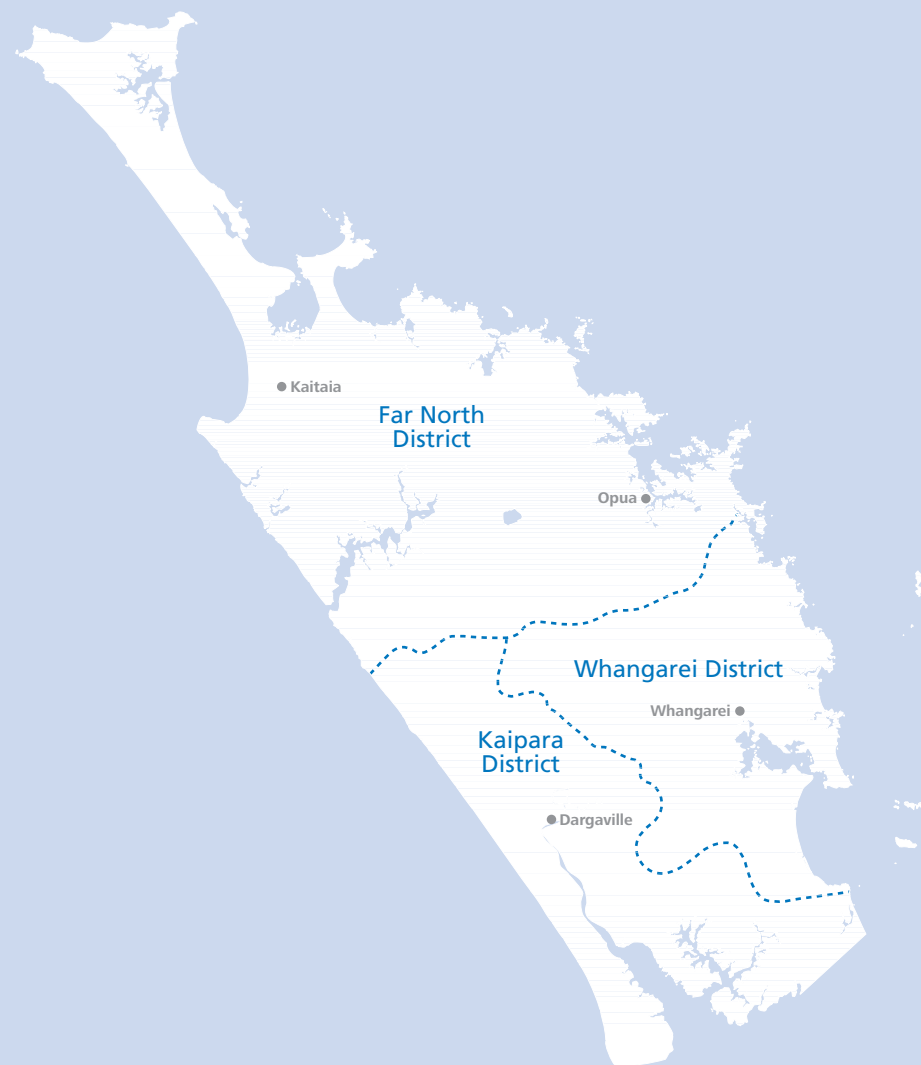 Kaitaia
Far North
District
Opua
Whangarei District
Whangarei
Kaipara
District
Dargaville